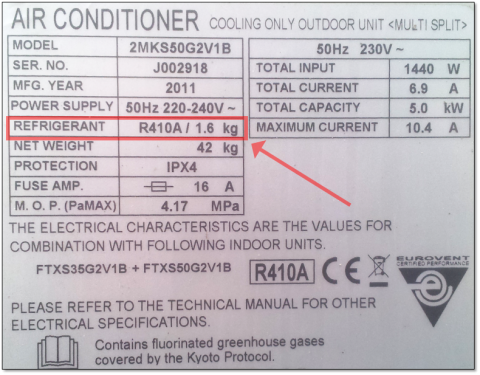 AIR CONDITIONER COOLING ONLY OUTDOOR UNIT <MULTI SPLIT>
MODEL 2MKS50G2V1B
SER. NO. J002918
MFG. YEAR 2011
POWER SUPPLY 50Hz 220-240V ~
REFRIGERANT R410A / 1.6 kg
NET WEIGHT 42 kg
PROTECTION IPX4
FUSE AMP. 16 A
M. O. P. (PaMAX) 4.17 MPa
50Hz 230V ~
TOTAL INPUT 1440 W
TOTAL CURRENT 6.9 A
TOTAL CAPACITY 5.0 kW
MAXIMUM CURRENT 10.4 A
THE ELECTRICAL CHARACTERISTICS ARE THE VALUES FOR
COMBINATION WITH FOLLOWING INDOOR UNITS.
FTXS35G2V1B + FTXS50G2V1B
R410A CE
EUROVENT
CERTIFIED PERFORMANCE
PLEASE REFER TO THE TECHNICAL MANUAL FOR OTHER
ELECTRICAL SPECIFICATIONS.
Contains fluorinated greenhouse gases
covered by the Kyoto Protocol.